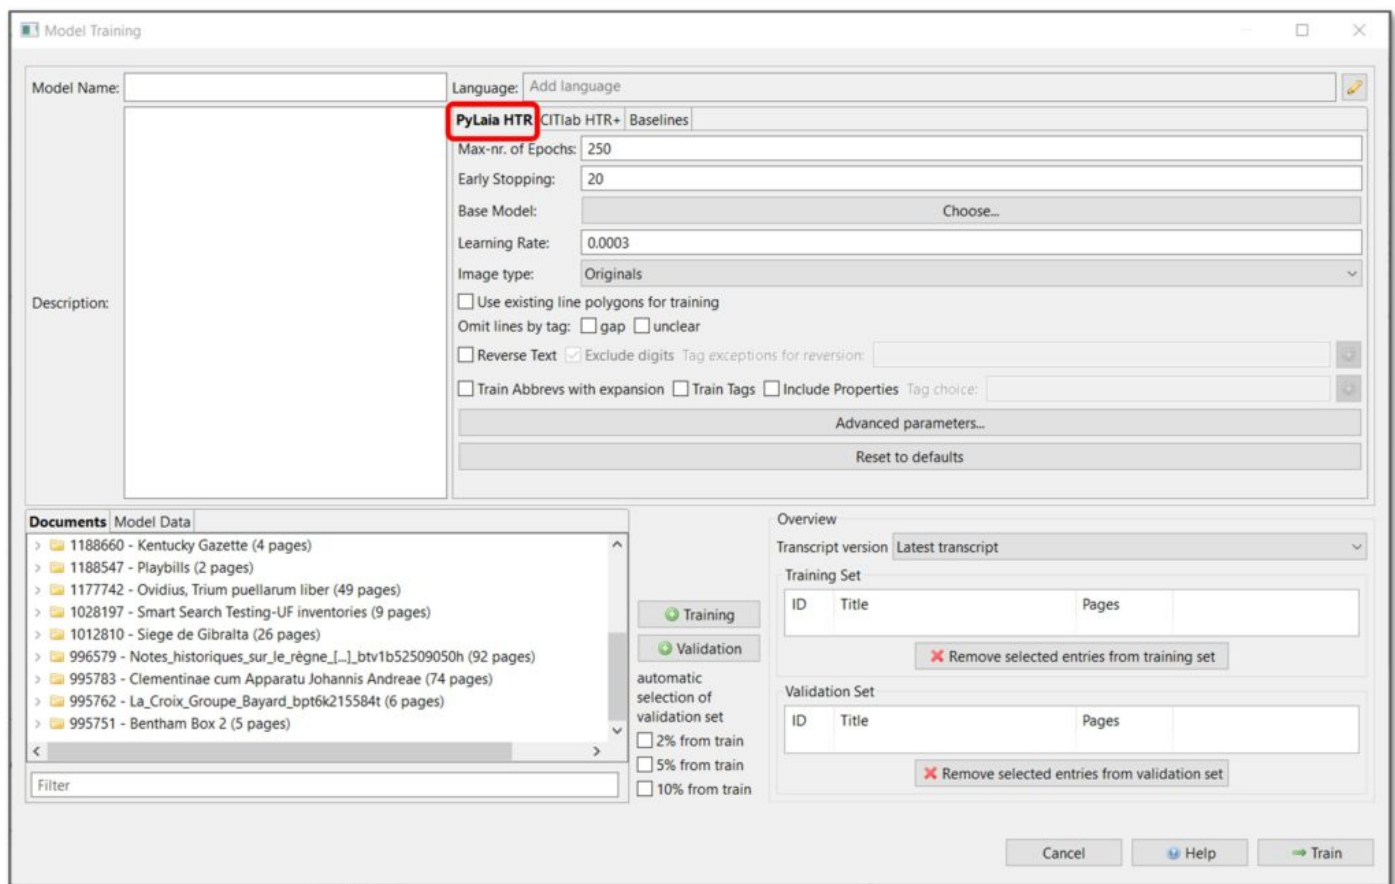 Model Training
Model Name:
Language: Add language
PyLaia HTR CITlab HTR+ Baselines
Max-nr. of Epochs: 250
Early Stopping: 20
Base Model: Choose...
Learning Rate: 0.0003
Image type: Originals
Description:
Use existing line polygons for training
Omit lines by tag: gap unclear
Reverse Text Exclude digits Tag exceptions for reversion:
Train Abbrevs with expansion Train Tags Include Properties Tag choice:
Advanced parameters...
Reset to defaults
Documents Model Data
1188660 - Kentucky Gazette (4 pages)
1188547 - Playbills (2 pages)
1177742 - Ovidius, Trium puellarum liber (49 pages)
1028197 - Smart Search Testing-UF inventories (9 pages)
1012810 - Siege de Gibralta (26 pages)
996579 - Notes_historiques_sur_le_règne_[...]_btv1b52509050h (92 pages)
995783 - Clementinae cum Apparatu Johannis Andreae (74 pages)
995762 - La_Croix_Groupe_Bayard_bpt6k215584t (6 pages)
995751 - Bentham Box 2 (5 pages)
Filter
Training
Validation
automatic
selection of
validation set
2% from train
5% from train
10% from train
Overview
Transcript version Latest transcript
Training Set
ID Title Pages
Remove selected entries from training set
Validation Set
ID Title Pages
Remove selected entries from validation set
Cancel Help Train